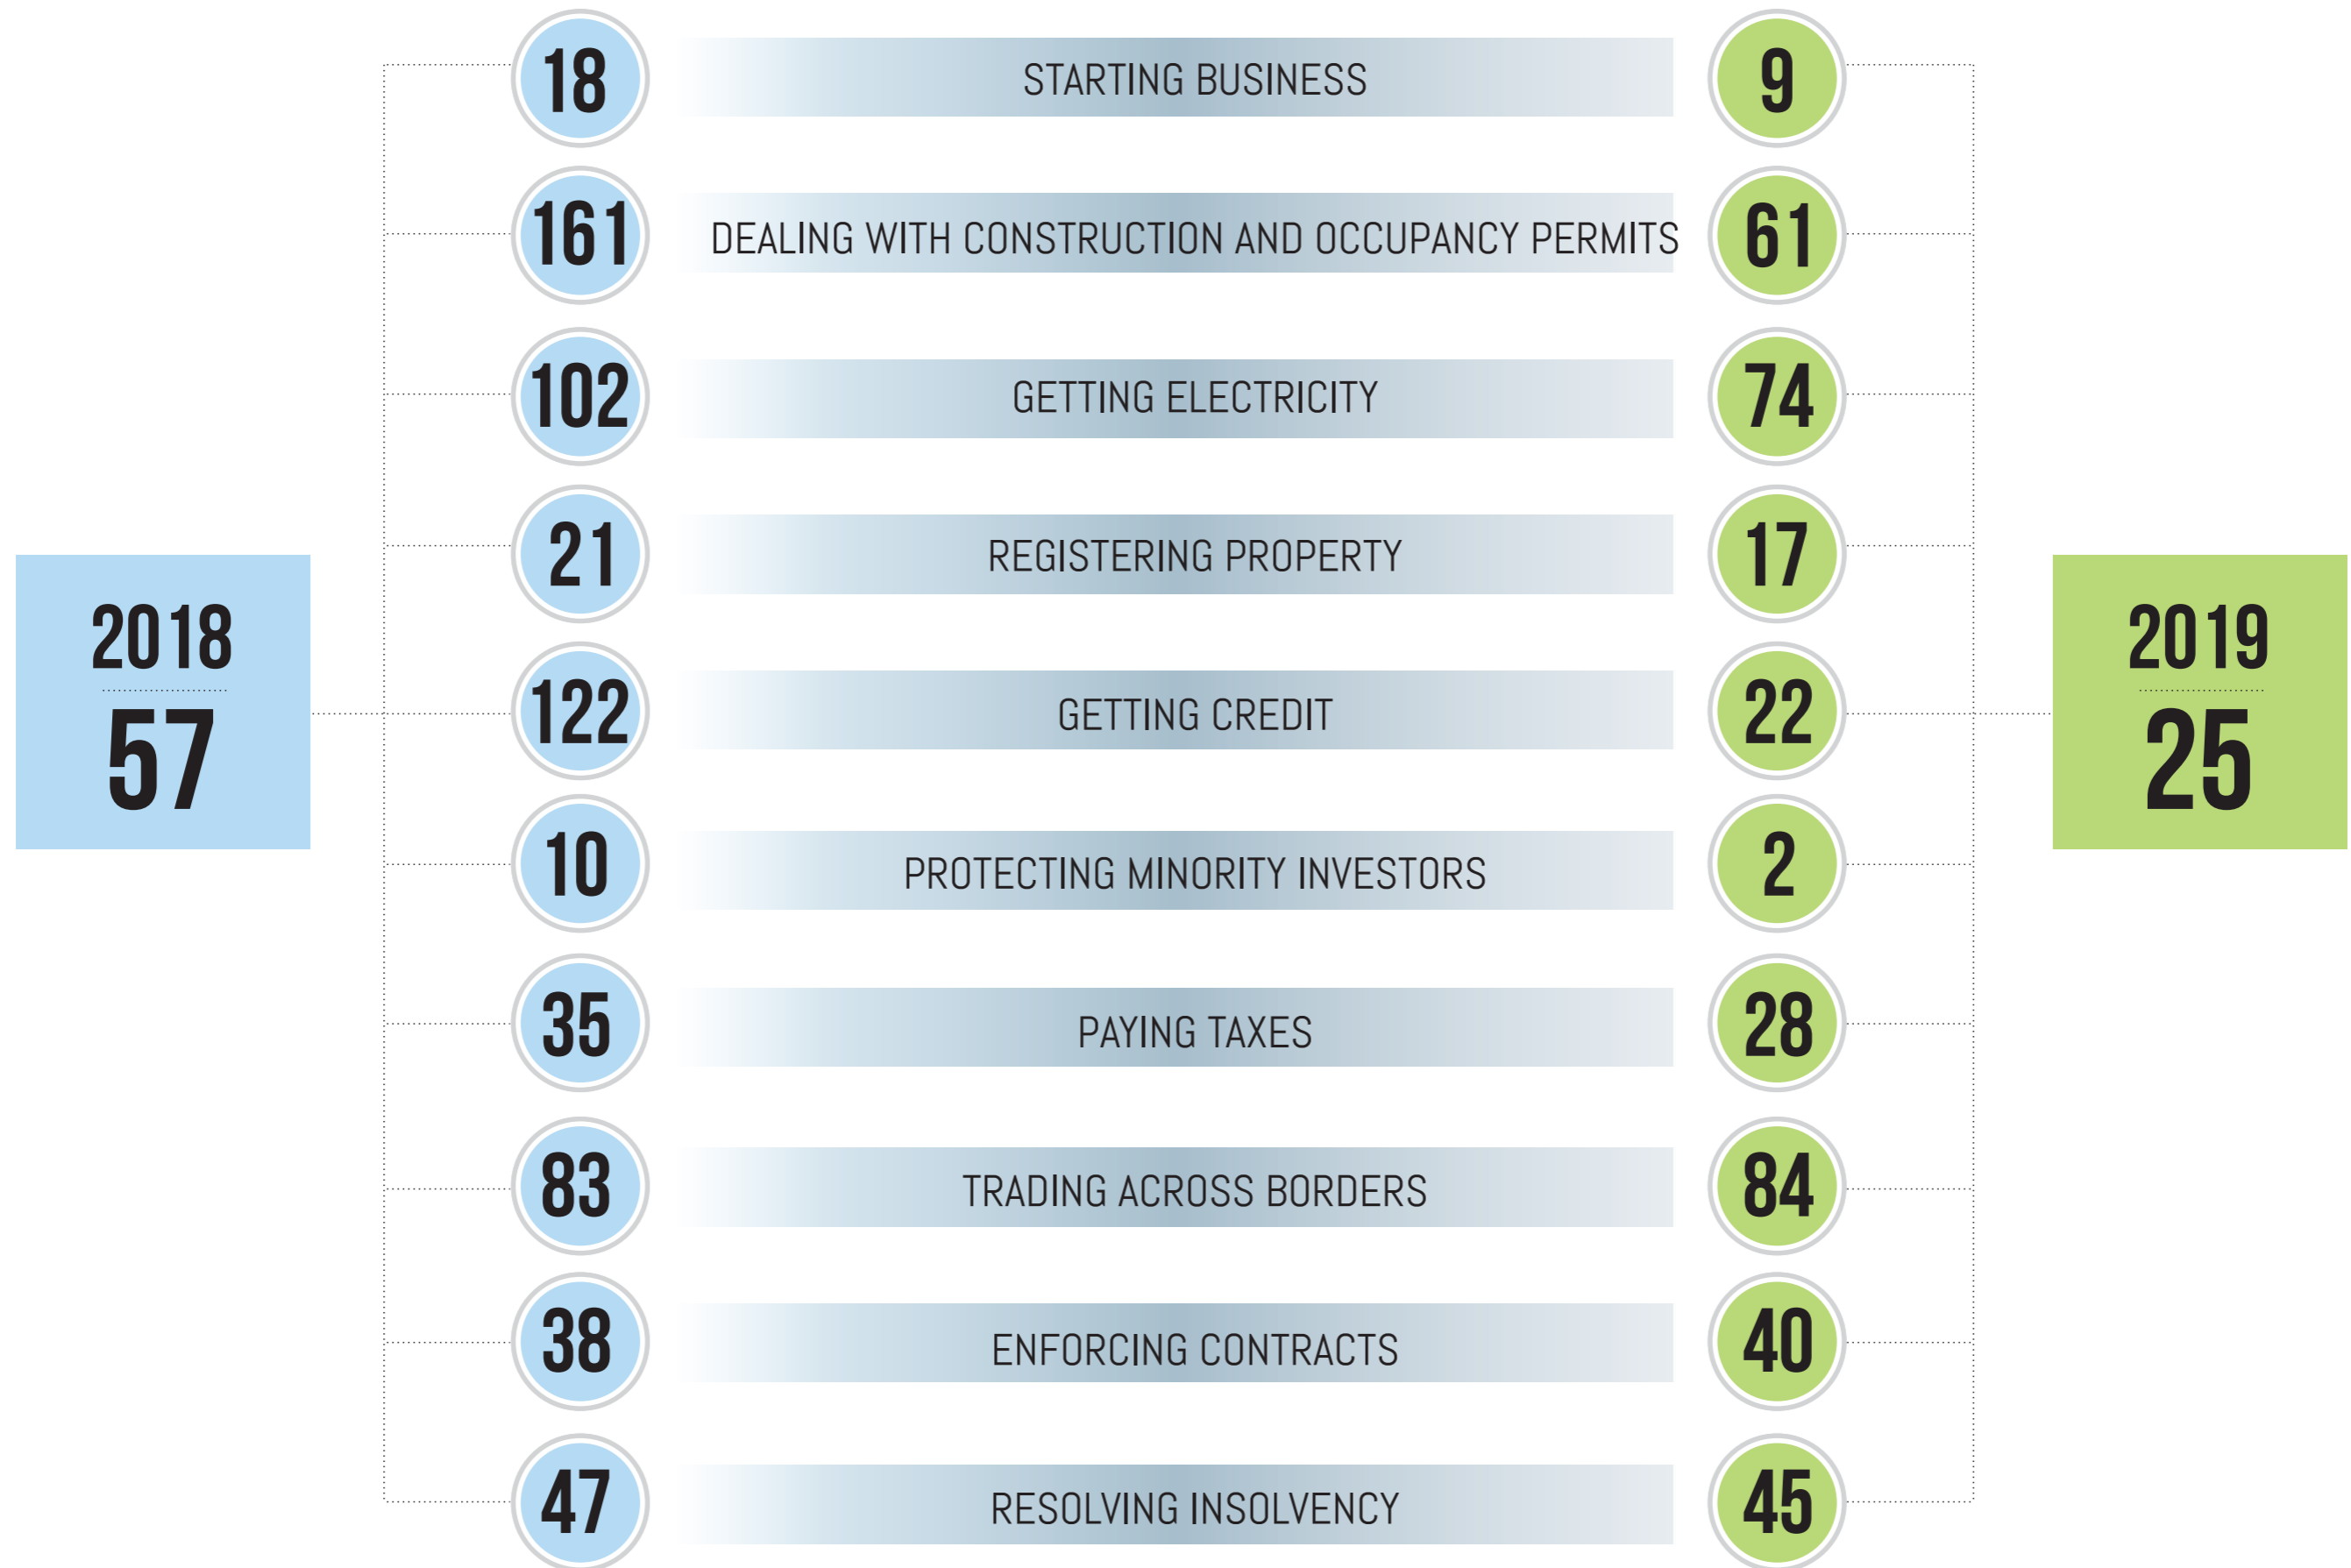 18 STARTING BUSINESS 9
161 DEALING WITH CONSTRUCTION AND OCCUPANCY PERMITS 61
102 GETTING ELECTRICITY 74
21 REGISTERING PROPERTY 17
2018
57
2019
25
122 GETTING CREDIT 22
10 PROTECTING MINORITY INVESTORS 2
35 PAYING TAXES 28
83 TRADING ACROSS BORDERS 84
38 ENFORCING CONTRACTS 40
47 RESOLVING INSOLVENCY 45